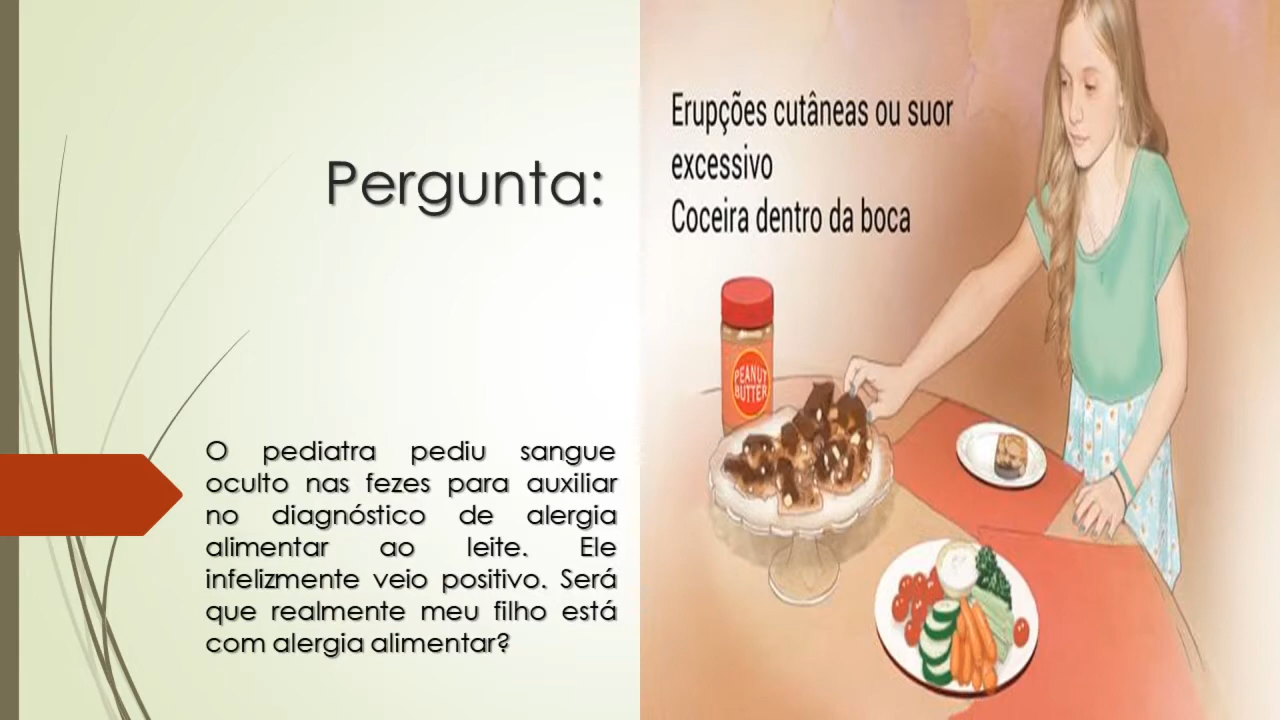 Pergunta:
O pediatra pediu sangue
oculto nas fezes para auxiliar
no diagnóstico de alergia
alimentar ao leite. Ele
infelizmente veio positivo. Será
que realmente meu filho está
com alergia alimentar?
Erupções cutâneas ou suor
excessivo
Coceira dentro da boca
PEANUT
BUTTER